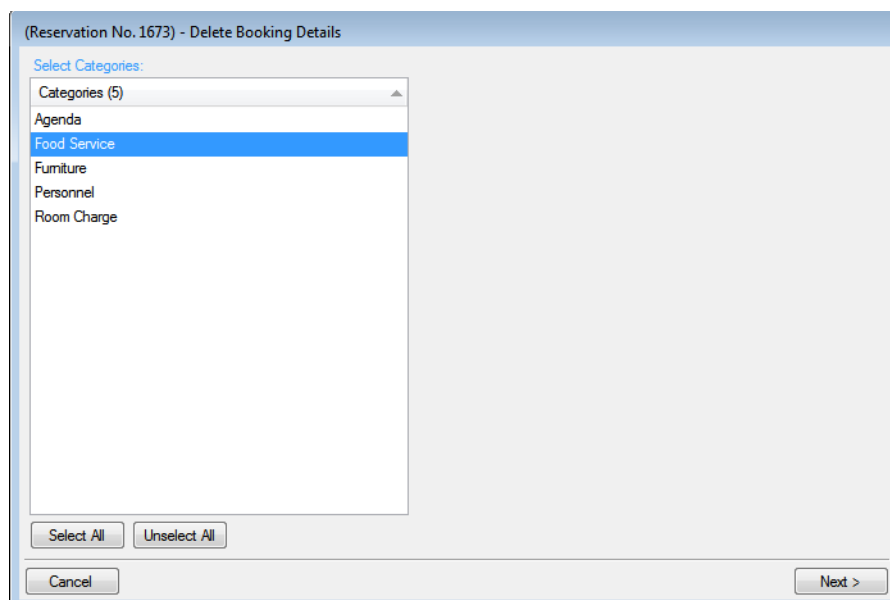 (Reservation No. 1673) - Delete Booking Details
Select Categories:
Categories (5)
Agenda
Food Service
Furniture
Personnel
Room Charge
Select All Unselect All
Cancel Next >